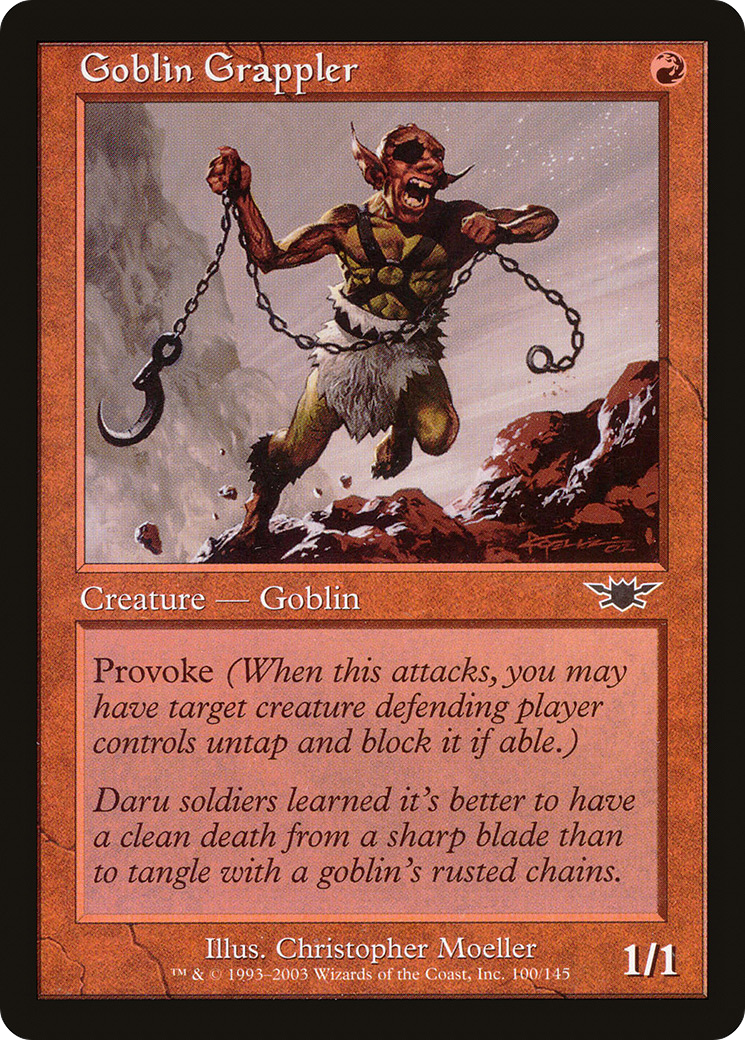 Goblin Grappler
Creature — Goblin
Provoke (When this attacks, you may
have target creature defending player
controls untap and block it if able.)
Daru soldiers learned it's better to have
a clean death from a sharp blade than
to tangle with a goblin's rusted chains.
Illus. Christopher Moeller
™ & © 1993–2003 Wizards of the Coast, Inc. 100/145
1/1